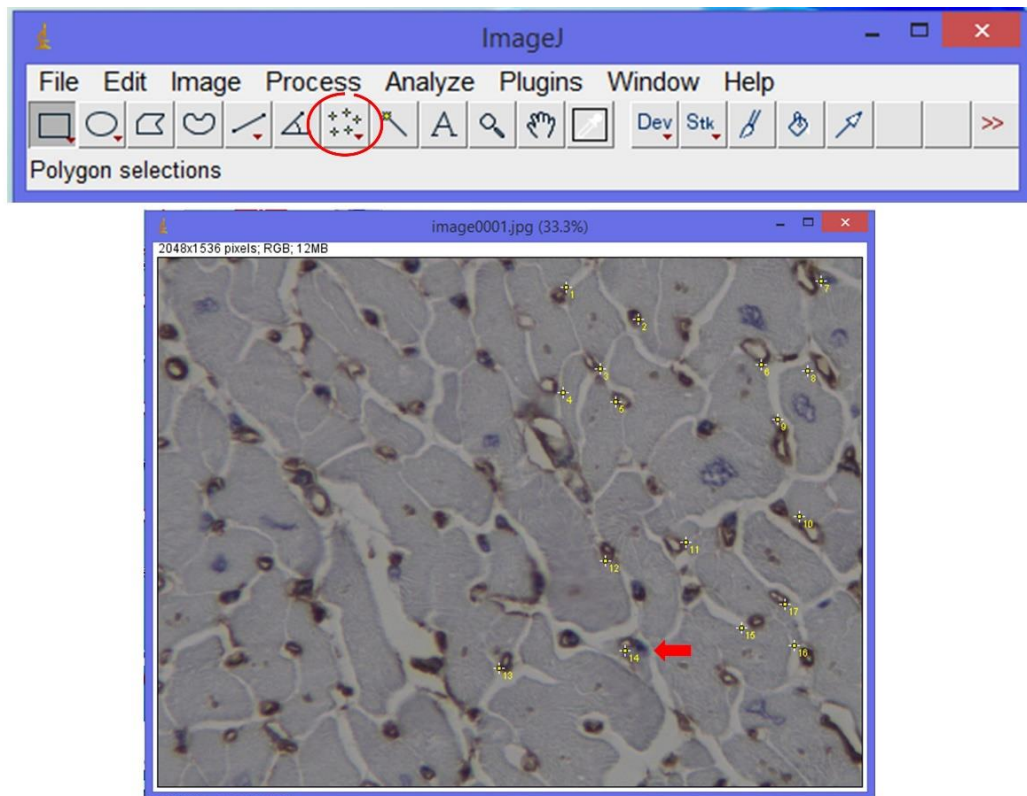 ImageJ
File Edit Image Process Analyze Plugins Window Help
A Dev Stk >>
Polygon selections
image0001.jpg (33.3%)
2048x1536 pixels; RGB; 12MB
1
7
2
6
3
8
4
5
9
10
11
12
17
15
16
14
13